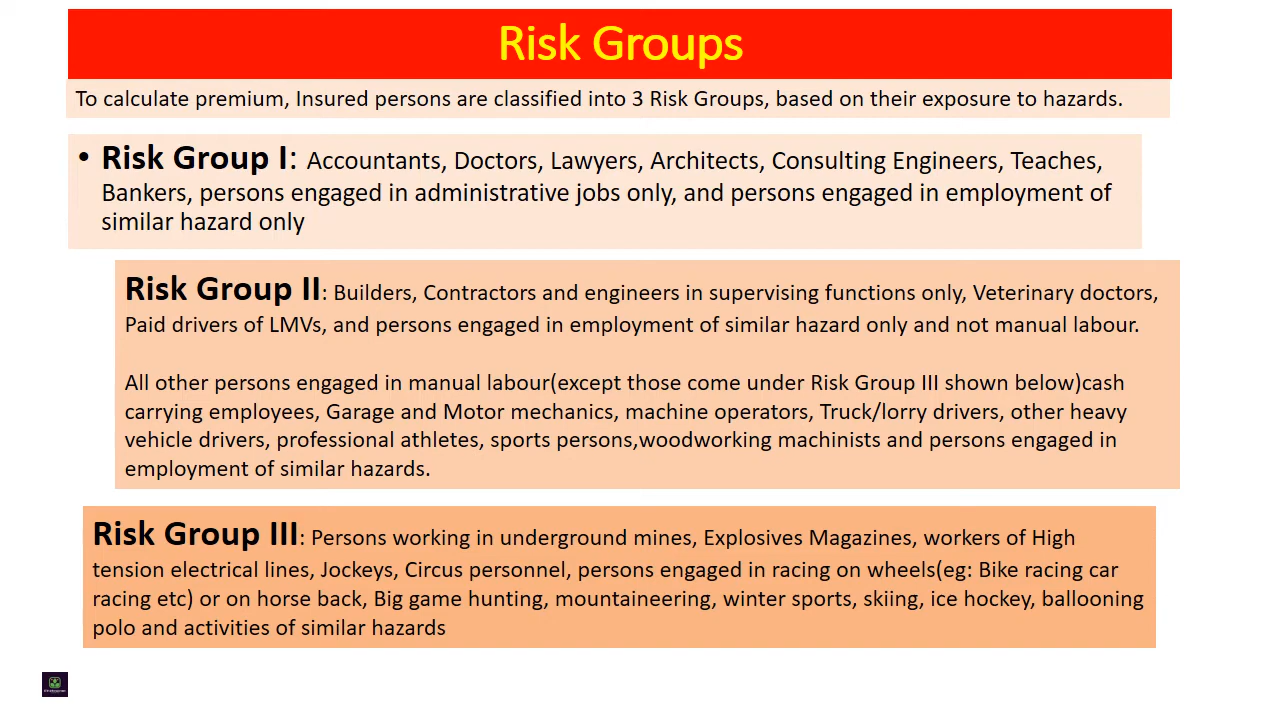 Risk Groups
To calculate premium, Insured persons are classified into 3 Risk Groups, based on their exposure to hazards.
• Risk Group I: Accountants, Doctors, Lawyers, Architects, Consulting Engineers, Teaches,
Bankers, persons engaged in administrative jobs only, and persons engaged in employment of
similar hazard only
Risk Group II: Builders, Contractors and engineers in supervising functions only, Veterinary doctors,
Paid drivers of LMVs, and persons engaged in employment of similar hazard only and not manual labour.
All other persons engaged in manual labour(except those come under Risk Group III shown below)cash
carrying employees, Garage and Motor mechanics, machine operators, Truck/lorry drivers, other heavy
vehicle drivers, professional athletes, sports persons,woodworking machinists and persons engaged in
employment of similar hazards.
Risk Group III: Persons working in underground mines, Explosives Magazines, workers of High
tension electrical lines, Jockeys, Circus personnel, persons engaged in racing on wheels(eg: Bike racing car
racing etc) or on horse back, Big game hunting, mountaineering, winter sports, skiing, ice hockey, ballooning
polo and activities of similar hazards